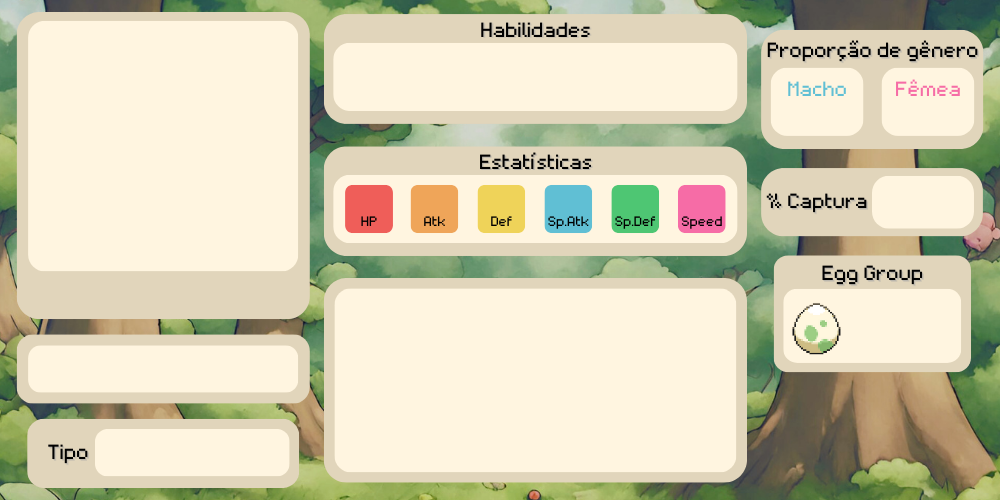 Habilidades
Proporção de gênero
Macho Fêmea
Estatísticas
HP Atk Def Sp.Atk Sp.Def Speed
% Captura
Egg Group
Tipo